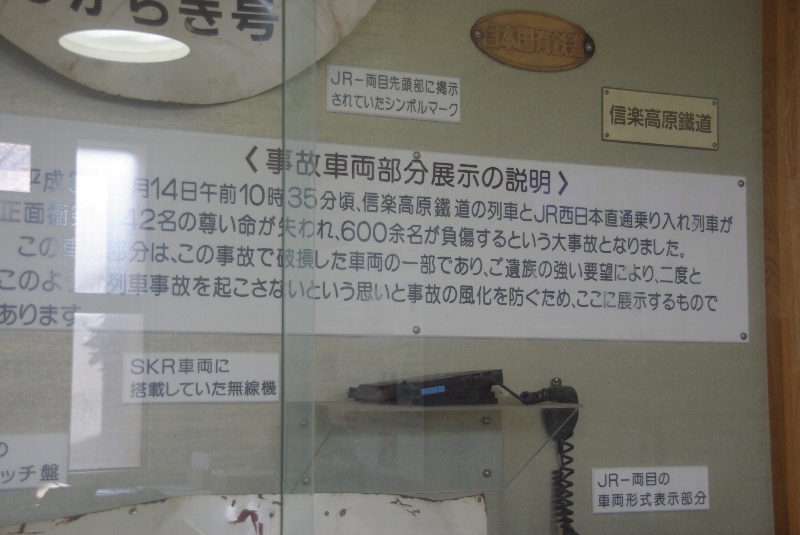 がらき号
日本国有鉄
JR一両目先頭部に掲示
されていたシンボルマーク
信楽高原鐵道
〈事故車両部分展示の説明〉
平成 月14日午前10時35分頃、信楽高原鐵道の列車とJR西日本直通乗り入れ列車が
正面衝 42名の尊い命が失われ、600余名が負傷するという大事故となりました。
この 部分は、この事故で破損した車両の一部であり、ご遺族の強い要望により、二度と
このよ 列車事故を起こさないという思いと事故の風化を防ぐため、ここに展示するもので
あります。
SKR車両に
搭載していた無線機
の
ッチ盤
JR一両目の
車両形式表示部分